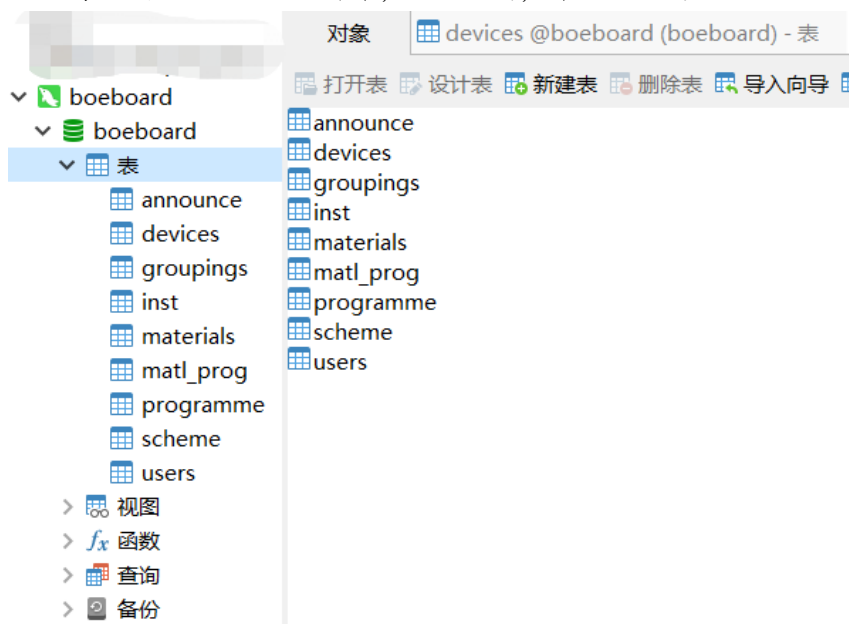 对象
devices @boeboard (boeboard) - 表
打开表 设计表 新建表 删除表 导入向导
boeboard
boeboard
表
announce
devices
groupings
inst
materials
matl_prog
programme
scheme
users
视图
函数
查询
备份
announce
devices
groupings
inst
materials
matl_prog
programme
scheme
users